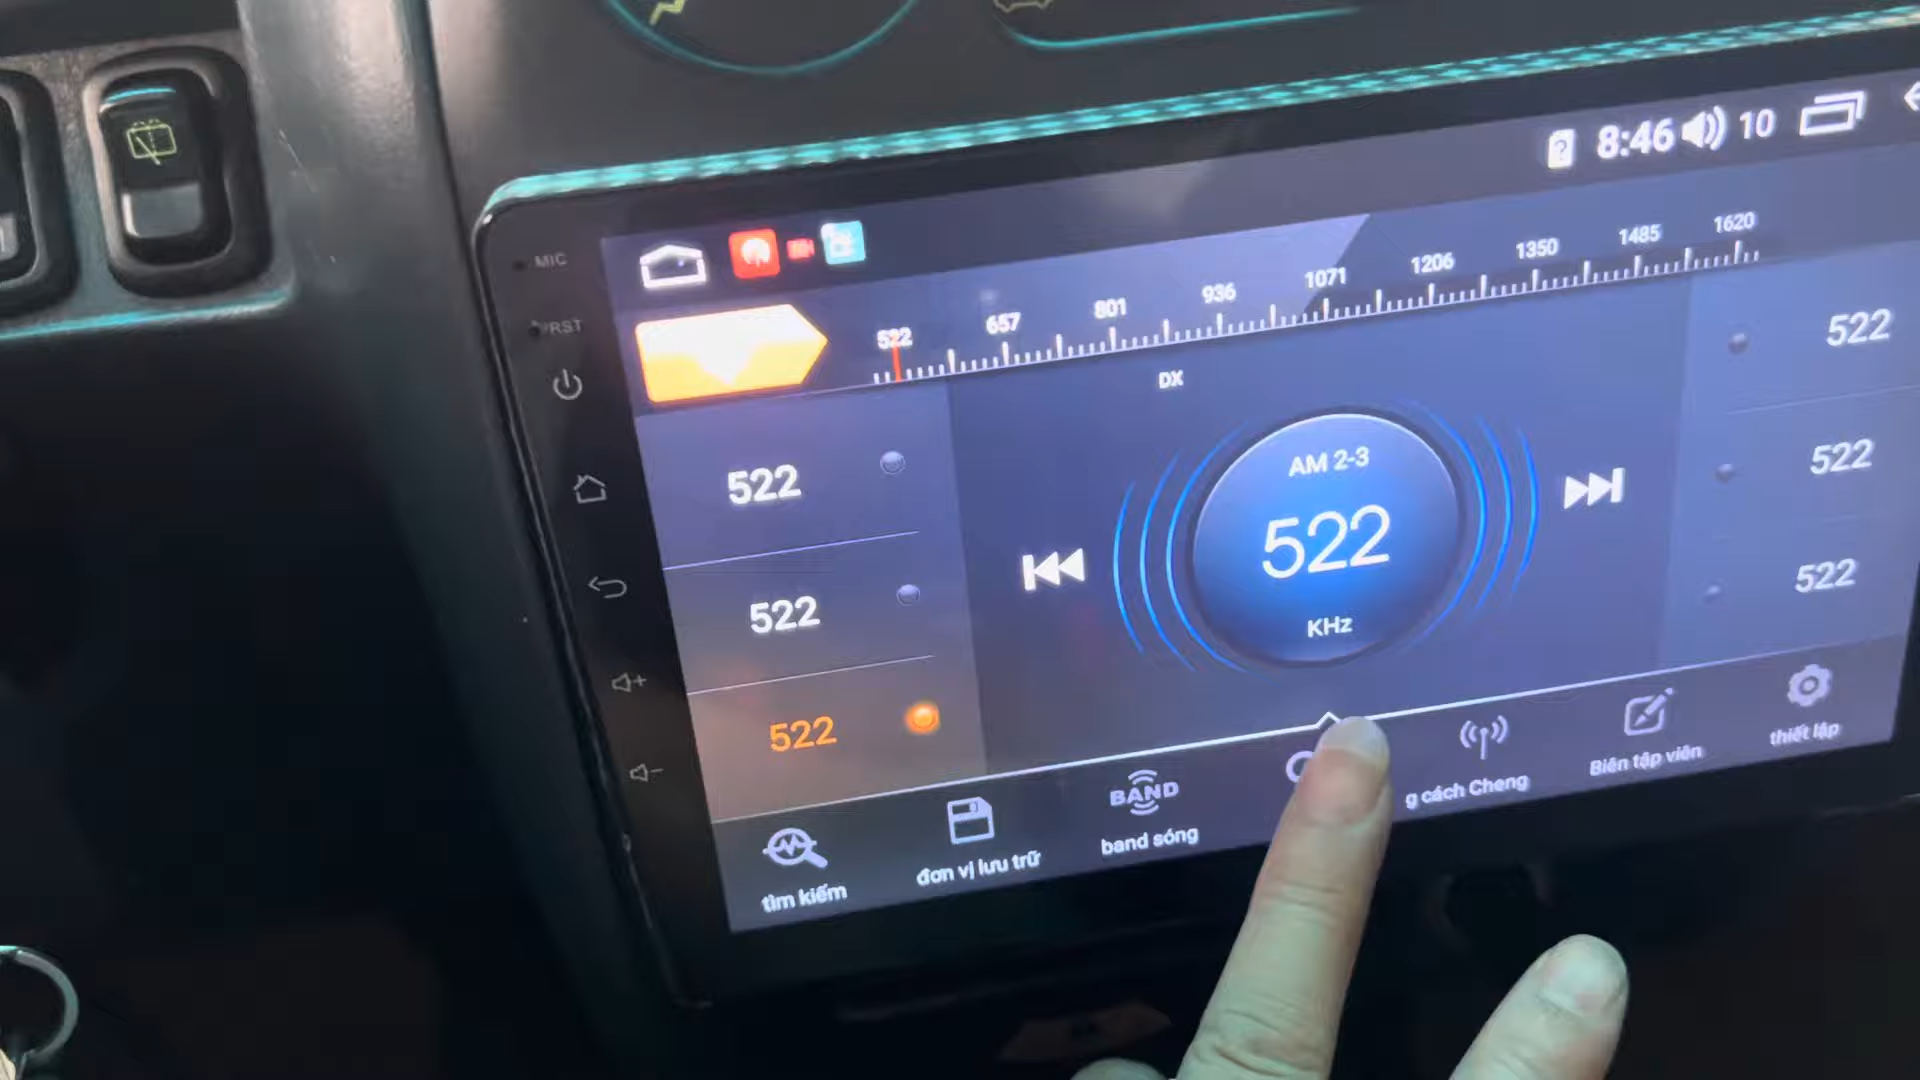 8:46 10
MIC
RST
522 657 801 936 1071 1206 1350 1485 1620
DX
522
522
522
AM 2-3
522
KHz
522
522
522
tìm kiếm
đơn vị lưu trữ
BAND
band sóng
g cách Cheng
Biên tập viên
thiết lập